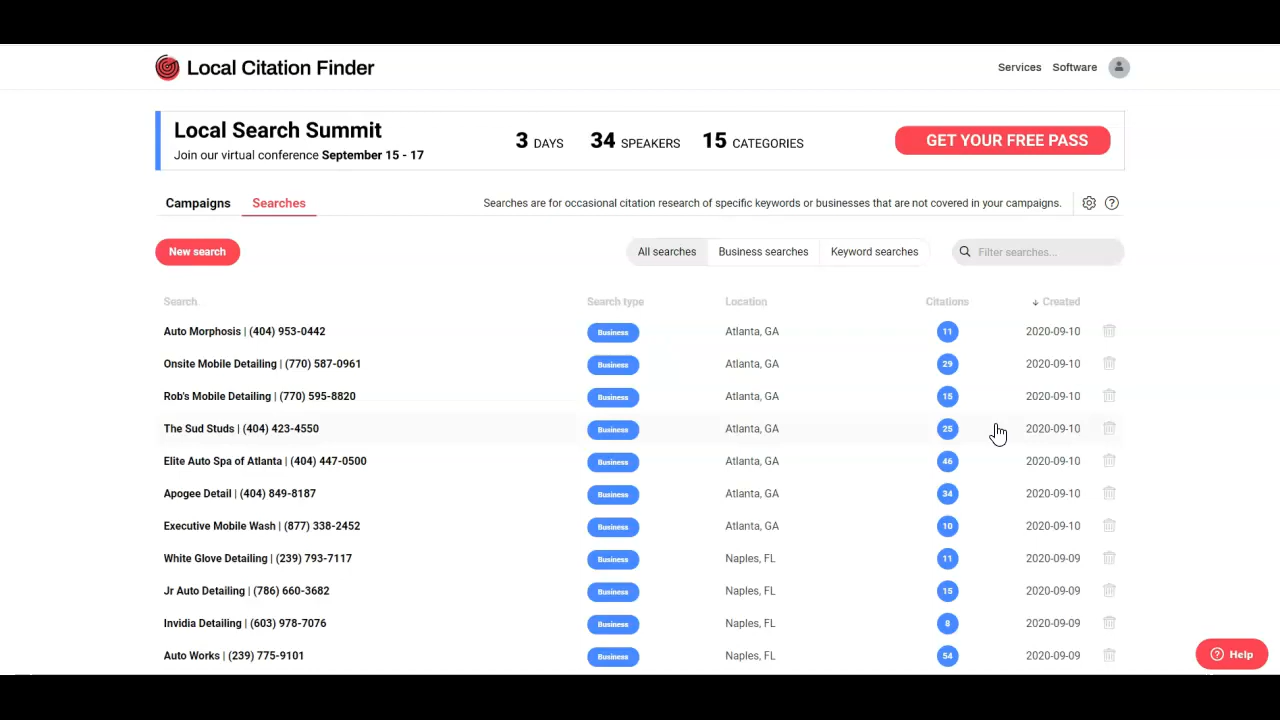 Local Citation Finder
Services Software
Local Search Summit
Join our virtual conference September 15 - 17
3 DAYS 34 SPEAKERS 15 CATEGORIES
GET YOUR FREE PASS
Campaigns Searches
Searches are for occasional citation research of specific keywords or businesses that are not covered in your campaigns.
New search
All searches Business searches Keyword searches
Filter searches...
Search Search type Location Citations Created
Auto Morphosis | (404) 953-0442 Business Atlanta, GA 11 2020-09-10
Onsite Mobile Detailing | (770) 587-0961 Business Atlanta, GA 29 2020-09-10
Rob's Mobile Detailing | (770) 595-8820 Business Atlanta, GA 15 2020-09-10
The Sud Studs | (404) 423-4550 Business Atlanta, GA 25 2020-09-10
Elite Auto Spa of Atlanta | (404) 447-0500 Business Atlanta, GA 46 2020-09-10
Apogee Detail | (404) 849-8187 Business Atlanta, GA 34 2020-09-10
Executive Mobile Wash | (877) 338-2452 Business Atlanta, GA 10 2020-09-10
White Glove Detailing | (239) 793-7117 Business Naples, FL 11 2020-09-09
Jr Auto Detailing | (786) 660-3682 Business Naples, FL 15 2020-09-09
Invidia Detailing | (603) 978-7076 Business Naples, FL 8 2020-09-09
Auto Works | (239) 775-9101 Business Naples, FL 54 2020-09-09
Help